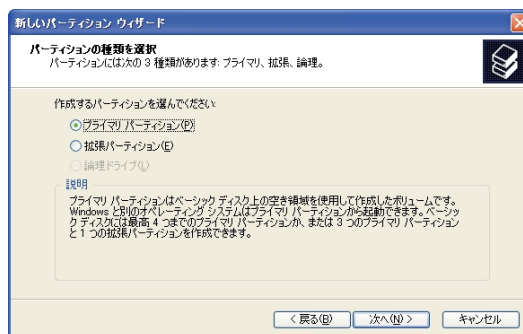 新しいパーティション ウィザード
パーティションの種類を選択
パーティションには次の 3 種類があります: プライマリ、拡張、論理。
作成するパーティションを選んでください:
プライマリ パーティション(P)
拡張パーティション(E)
論理ドライブ(L)
説明
プライマリ パーティションはベーシック ディスク上の空き領域を使用して作成したボリュームです。
Windows と別のオペレーティング システムはプライマリ パーティションから起動できます。ベーシッ
ク ディスクには最高 4 つまでのプライマリ パーティションか、または 3 つのプライマリ パーティション
と 1 つの拡張パーティションを作成できます。
< 戻る(B)
次へ(N) >
キャンセル